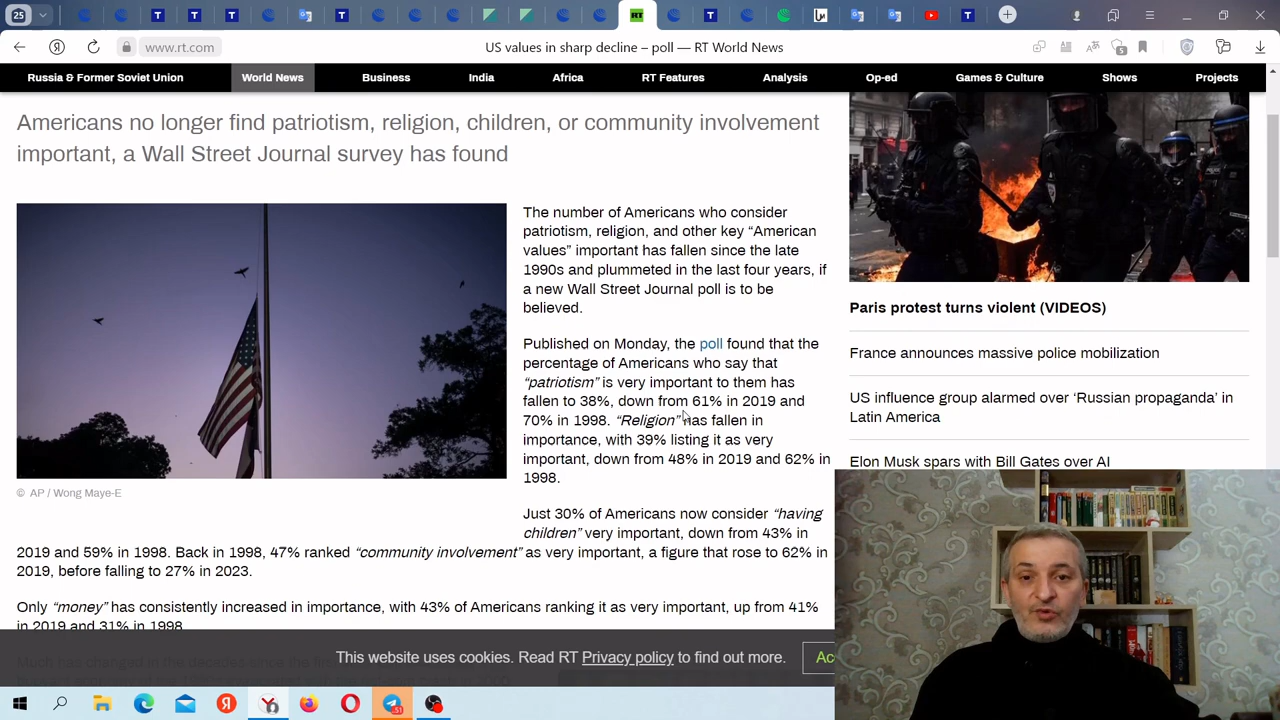 25
T
T
T
T
RT
T
T
www.rt.com
US values in sharp decline – poll — RT World News
5
Russia & Former Soviet Union
World News
Business
India
Africa
RT Features
Analysis
Op-ed
Games & Culture
Shows
Projects
Americans no longer find patriotism, religion, children, or community involvement
important, a Wall Street Journal survey has found
© AP / Wong Maye-E
The number of Americans who consider
patriotism, religion, and other key “American
values” important has fallen since the late
1990s and plummeted in the last four years, if
a new Wall Street Journal poll is to be
believed.
Published on Monday, the poll found that the
percentage of Americans who say that
“patriotism” is very important to them has
fallen to 38%, down from 61% in 2019 and
70% in 1998. “Religion” has fallen in
importance, with 39% listing it as very
important, down from 48% in 2019 and 62% in
1998.
Just 30% of Americans now consider “having
children” very important, down from 43% in
2019 and 59% in 1998. Back in 1998, 47% ranked “community involvement” as very important, a figure that rose to 62% in
2019, before falling to 27% in 2023.
Only “money” has consistently increased in importance, with 43% of Americans ranking it as very important, up from 41%
in 2019 and 31% in 1998
Paris protest turns violent (VIDEOS)
France announces massive police mobilization
US influence group alarmed over ‘Russian propaganda’ in
Latin America
Elon Musk spars with Bill Gates over AI
This website uses cookies. Read RT Privacy policy to find out more.